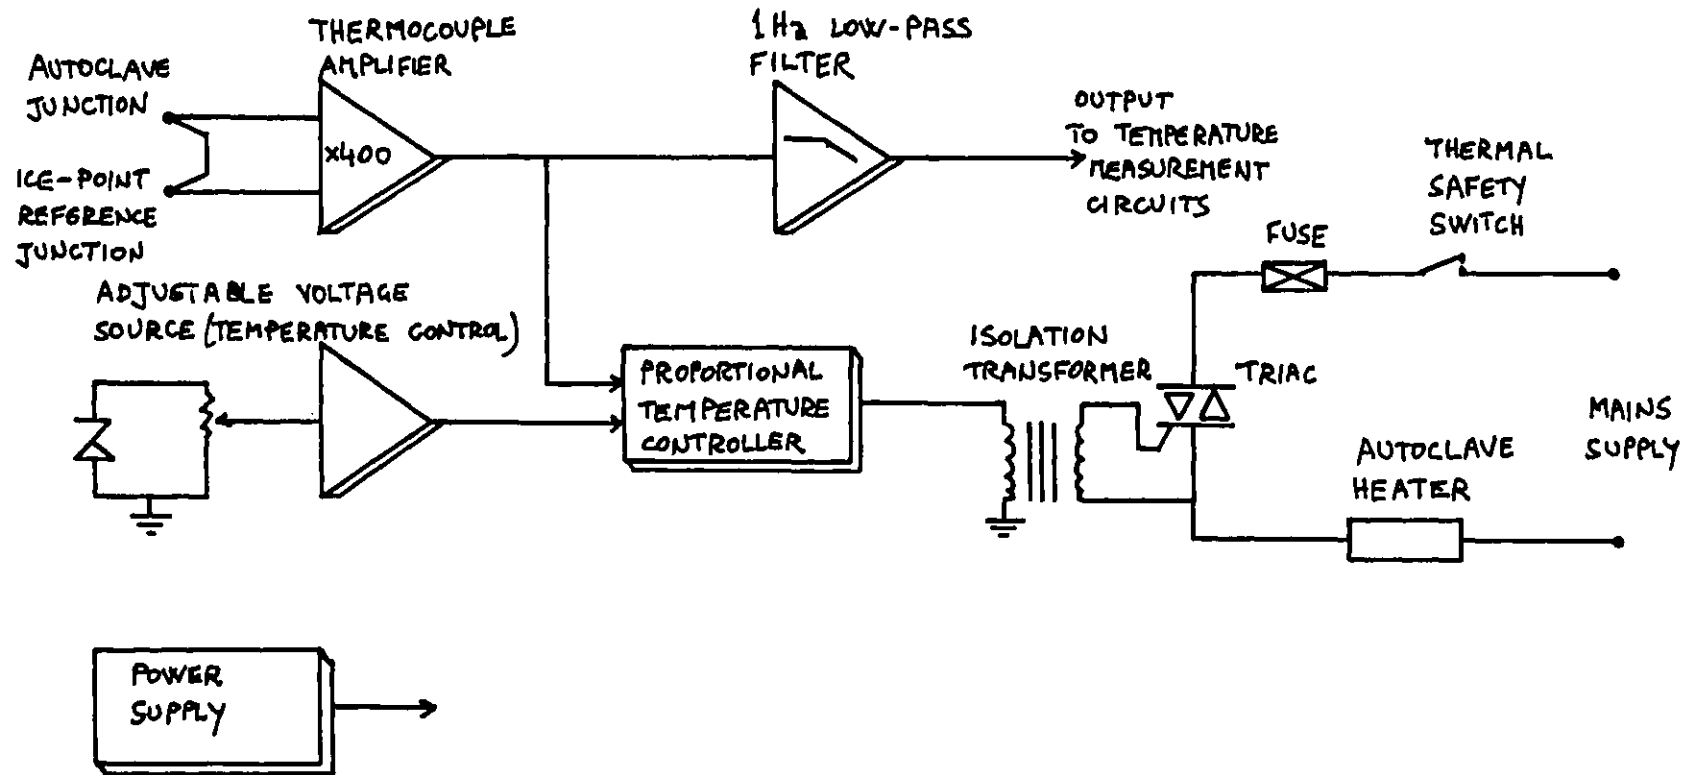 THERMOCOUPLE
AMPLIFIER
1Hz LOW-PASS
FILTER
AUTOCLAVE
JUNCTION
x400
OUTPUT
TO TEMPERATURE
MEASUREMENT
CIRCUITS
ICE-POINT
REFERENCE
JUNCTION
THERMAL
SAFETY
SWITCH
FUSE
ADJUSTABLE VOLTAGE
SOURCE (TEMPERATURE CONTROL)
PROPORTIONAL
TEMPERATURE
CONTROLLER
ISOLATION
TRANSFORMER
TRIAC
MAINS
SUPPLY
AUTOCLAVE
HEATER
POWER
SUPPLY